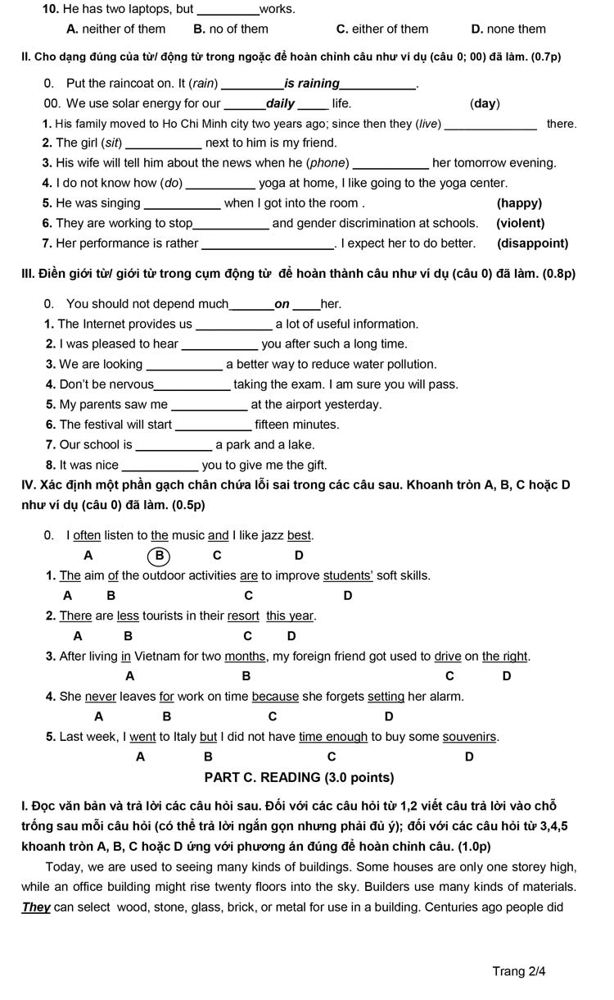 10. He has two laptops, but __________works.
A. neither of them B. no of them C. either of them D. none them
II. Cho dạng đúng của từ/ động từ trong ngoặc để hoàn chỉnh câu như ví dụ (câu 0; 00) đã làm. (0.7p)
0. Put the raincoat on. It (rain) __________is raining____________.
00. We use solar energy for our _______daily _____ life. (day)
1. His family moved to Ho Chi Minh city two years ago; since then they (live) _______________ there.
2. The girl (sit) ____________ next to him is my friend.
3. His wife will tell him about the news when he (phone) ____________ her tomorrow evening.
4. I do not know how (do) ___________ yoga at home, I like going to the yoga center.
5. He was singing ____________ when I got into the room . (happy)
6. They are working to stop____________ and gender discrimination at schools. (violent)
7. Her performance is rather _____________________. I expect her to do better. (disappoint)
III. Điền giới từ/ giới từ trong cụm động từ để hoàn thành câu như ví dụ (câu 0) đã làm. (0.8p)
0. You should not depend much_______on ____her.
1. The Internet provides us ____________ a lot of useful information.
2. I was pleased to hear ____________ you after such a long time.
3. We are looking ____________ a better way to reduce water pollution.
4. Don't be nervous____________ taking the exam. I am sure you will pass.
5. My parents saw me ____________ at the airport yesterday.
6. The festival will start ____________ fifteen minutes.
7. Our school is ____________ a park and a lake.
8. It was nice ____________ you to give me the gift.
IV. Xác định một phần gạch chân chứa lỗi sai trong các câu sau. Khoanh tròn A, B, C hoặc D
như ví dụ (câu 0) đã làm. (0.5p)
0. I often listen to the music and I like jazz best.
A B C D
1. The aim of the outdoor activities are to improve students' soft skills.
A B C D
2. There are less tourists in their resort this year.
A B C D
3. After living in Vietnam for two months, my foreign friend got used to drive on the right.
A B C D
4. She never leaves for work on time because she forgets setting her alarm.
A B C D
5. Last week, I went to Italy but I did not have time enough to buy some souvenirs.
A B C D
PART C. READING (3.0 points)
I. Đọc văn bản và trả lời các câu hỏi sau. Đối với các câu hỏi từ 1,2 viết câu trả lời vào chỗ
trống sau mỗi câu hỏi (có thể trả lời ngắn gọn nhưng phải đủ ý); đối với các câu hỏi từ 3,4,5
khoanh tròn A, B, C hoặc D ứng với phương án đúng để hoàn chỉnh câu. (1.0p)
Today, we are used to seeing many kinds of buildings. Some houses are only one storey high,
while an office building might rise twenty floors into the sky. Builders use many kinds of materials.
They can select wood, stone, glass, brick, or metal for use in a building. Centuries ago people did
Trang 2/4